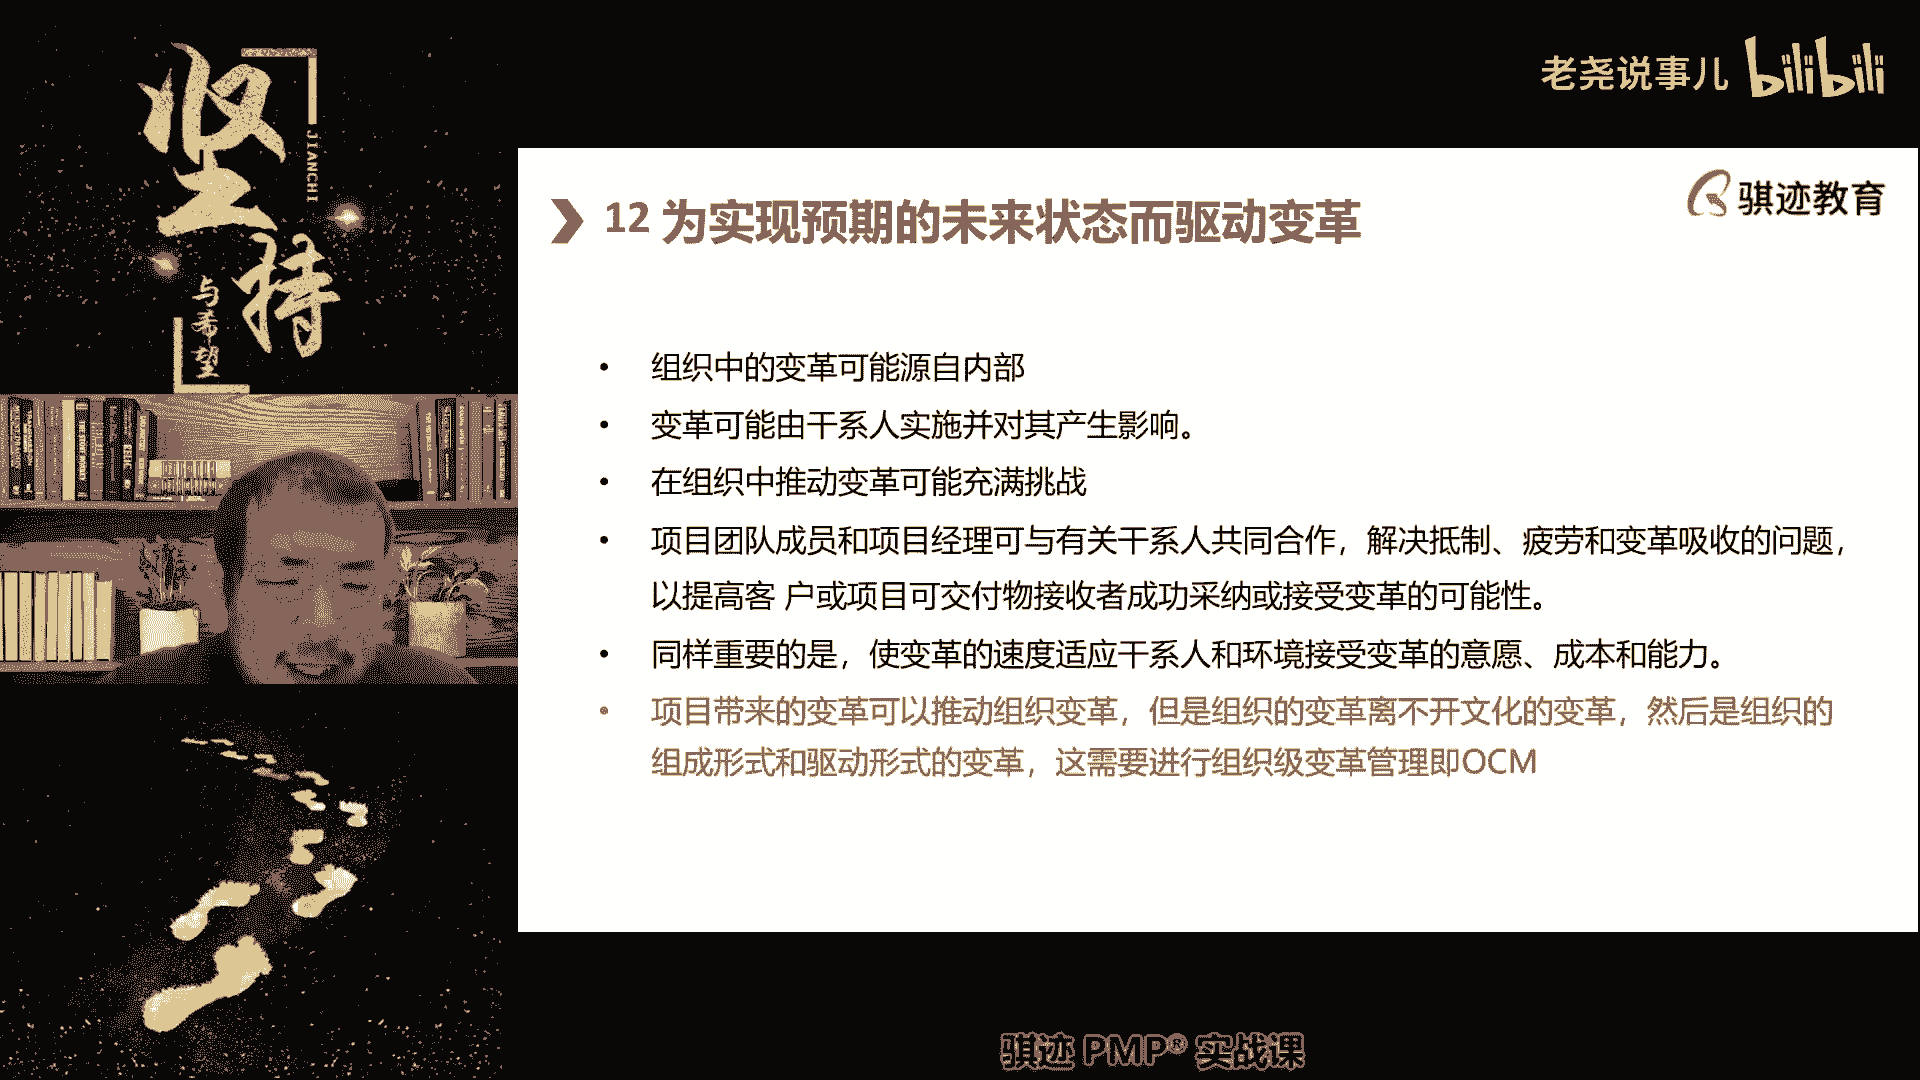 坚持
JIANCHI
与希望
老尧说事儿 bilibili
骐迹教育
12 为实现预期的未来状态而驱动变革
• 组织中的变革可能源自内部
• 变革可能由干系人实施并对其产生影响。
• 在组织中推动变革可能充满挑战
• 项目团队成员和项目经理可与有关干系人共同合作，解决抵制、疲劳和变革吸收的问题，
以提高客 户或项目可交付物接收者成功采纳或接受变革的可能性。
• 同样重要的是，使变革的速度适应干系人和环境接受变革的意愿、成本和能力。
• 项目带来的变革可以推动组织变革，但是组织的变革离不开文化的变革，然后是组织的
组成形式和驱动形式的变革，这需要进行组织级变革管理即OCM
骐迹 PMP® 实战课